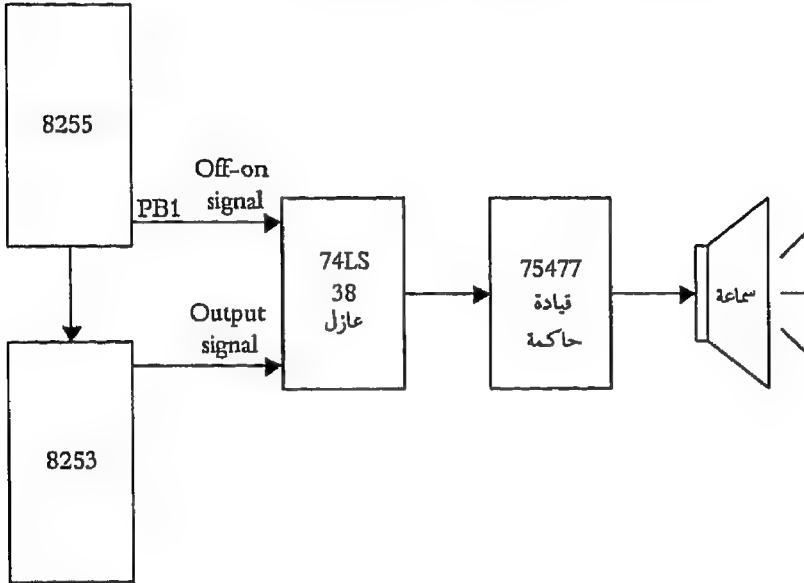 8255
Off-on
signal
PB1
74LS
38
عازل
75477
قيادة
حاكمة
سماعة
Output
signal
8253